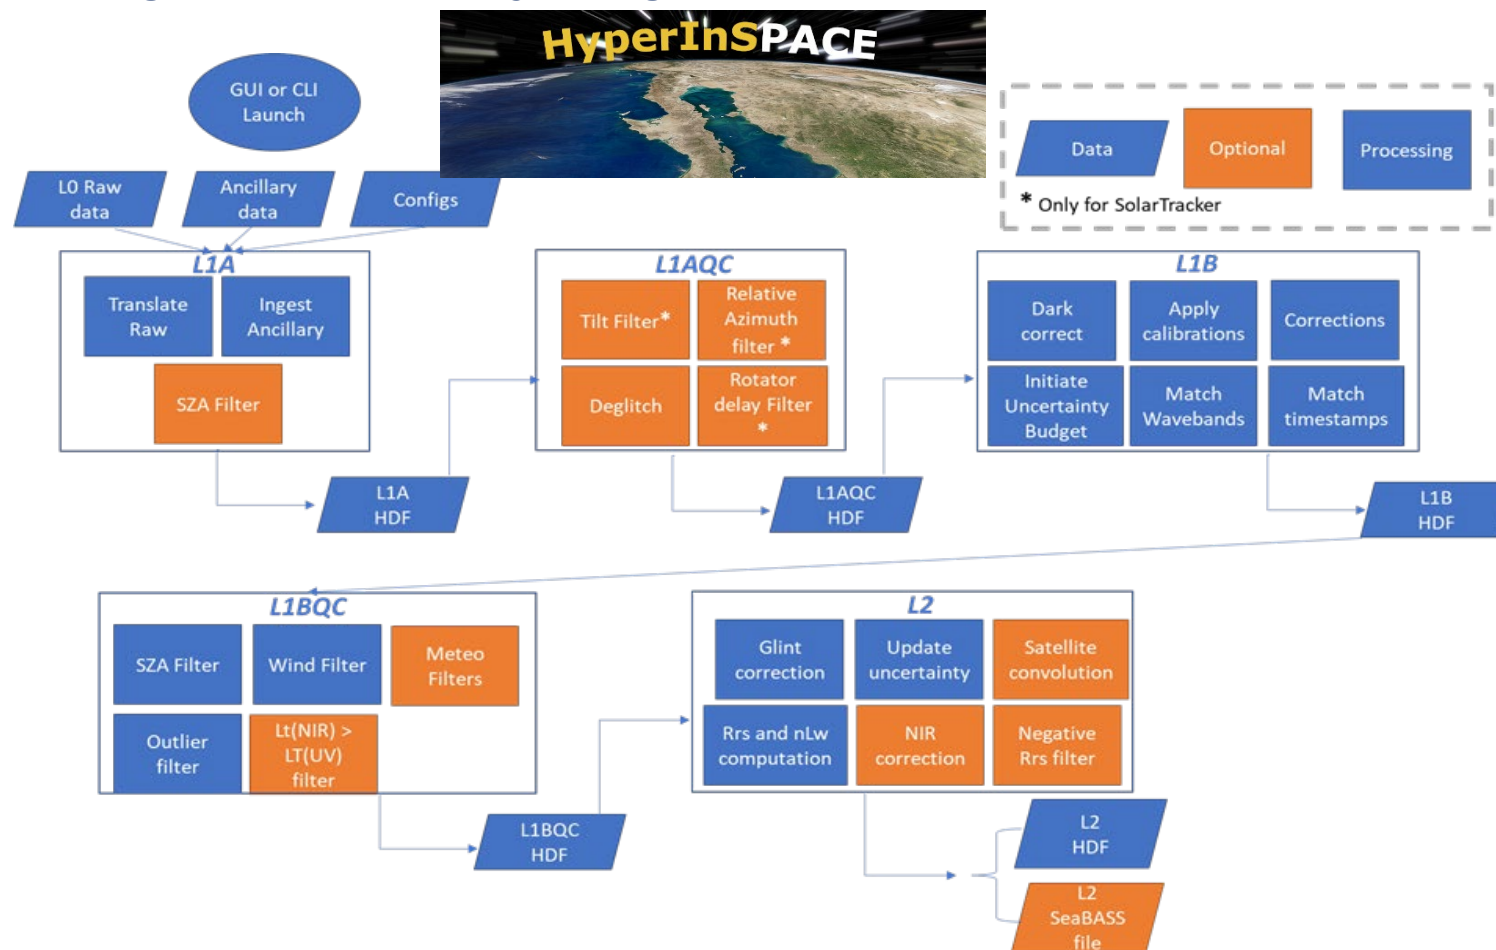 HyperInSPACE
GUI or CLI
Launch
Data
Optional
Processing
* Only for SolarTracker
L0 Raw
data
Ancillary
data
Configs
L1A
Translate
Raw
Ingest
Ancillary
SZA Filter
L1A
HDF
L1AQC
Tilt Filter*
Relative
Azimuth
filter *
Deglitch
Rotator
delay Filter
*
L1AQC
HDF
L1B
Dark
correct
Apply
calibrations
Corrections
Initiate
Uncertainty
Budget
Match
Wavebands
Match
timestamps
L1B
HDF
L1BQC
SZA Filter
Wind Filter
Meteo
Filters
Outlier
filter
Lt(NIR) >
LT(UV)
filter
L1BQC
HDF
L2
Glint
correction
Update
uncertainty
Satellite
convolution
Rrs and nLw
computation
NIR
correction
Negative
Rrs filter
L2
HDF
L2
SeaBASS
file